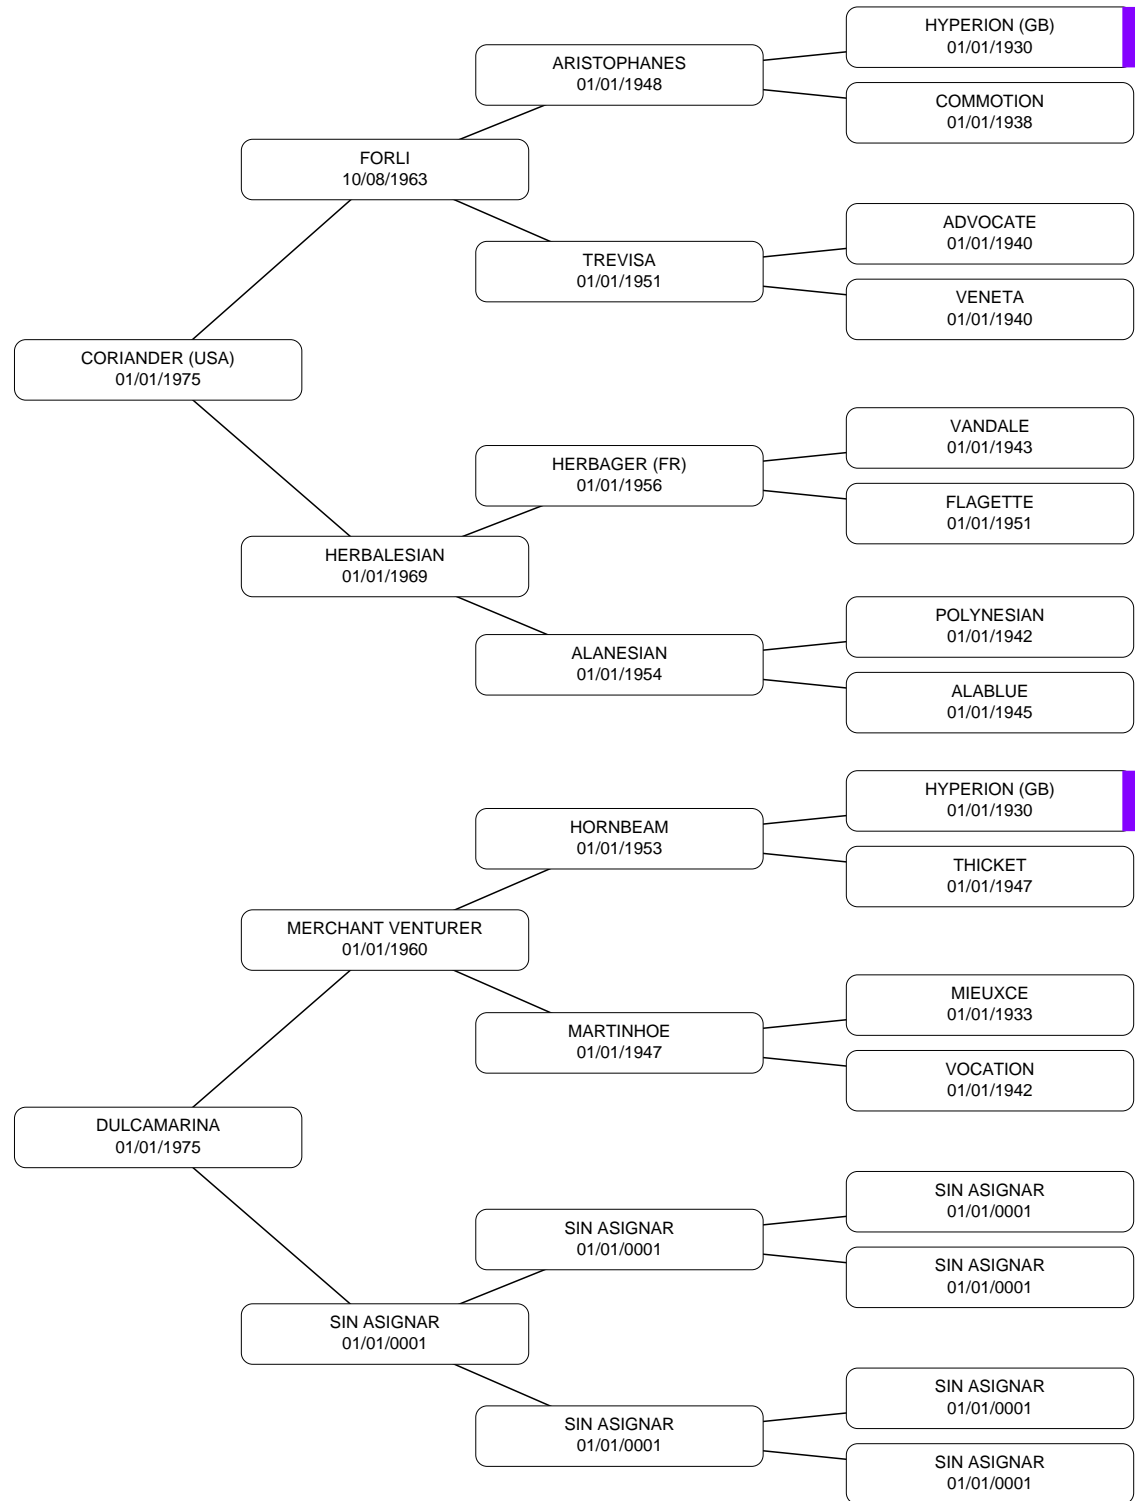 HYPERION (GB)
01/01/1930
ARISTOPHANES
01/01/1948
COMMOTION
01/01/1938
FORLI
10/08/1963
ADVOCATE
01/01/1940
TREVISA
01/01/1951
VENETA
01/01/1940
CORIANDER (USA)
01/01/1975
VANDALE
01/01/1943
HERBAGER (FR)
01/01/1956
FLAGETTE
01/01/1951
HERBALESIAN
01/01/1969
POLYNESIAN
01/01/1942
ALANESIAN
01/01/1954
ALABLUE
01/01/1945
HYPERION (GB)
01/01/1930
HORNBEAM
01/01/1953
THICKET
01/01/1947
MERCHANT VENTURER
01/01/1960
MIEUXCE
01/01/1933
MARTINHOE
01/01/1947
VOCATION
01/01/1942
DULCAMARINA
01/01/1975
SIN ASIGNAR
01/01/0001
SIN ASIGNAR
01/01/0001
SIN ASIGNAR
01/01/0001
SIN ASIGNAR
01/01/0001
SIN ASIGNAR
01/01/0001
SIN ASIGNAR
01/01/0001
SIN ASIGNAR
01/01/0001